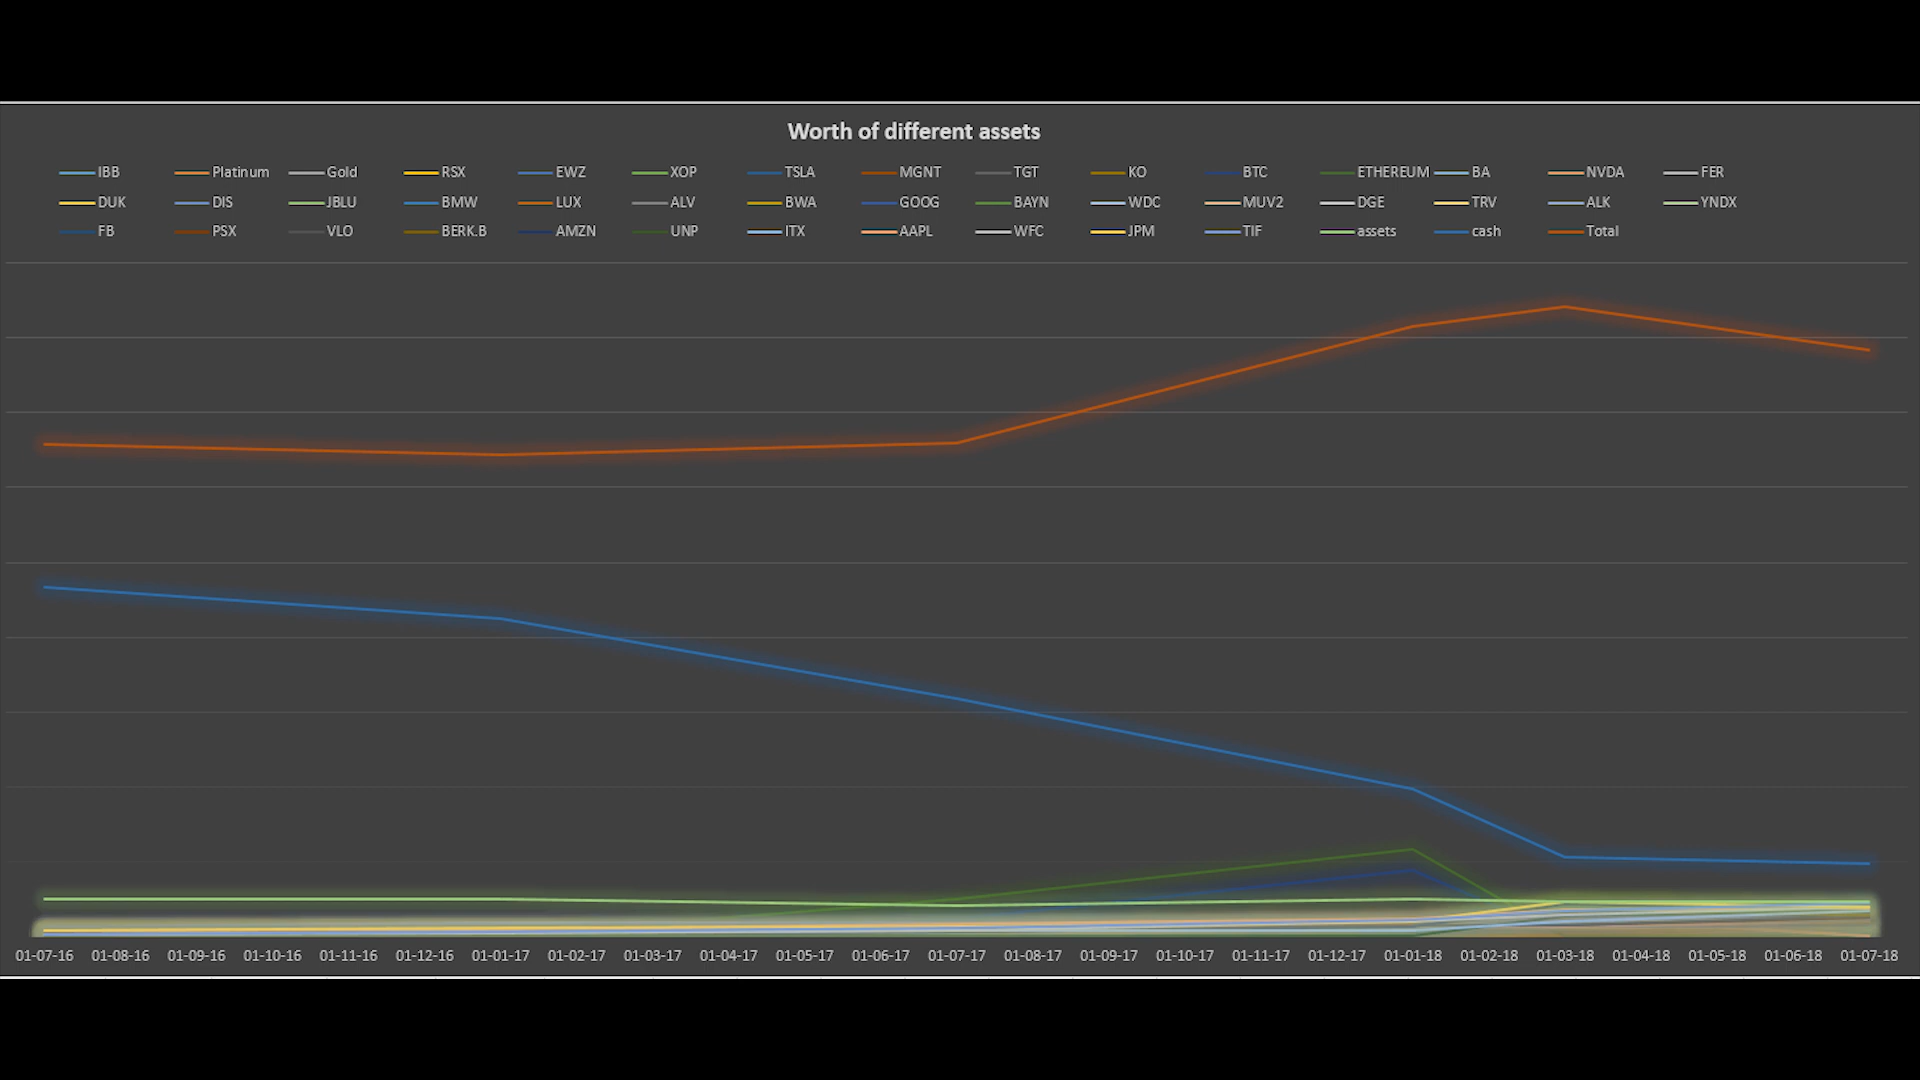 Worth of different assets
IBB Platinum Gold RSX EWZ XOP TSLA MGNT TGT KO BTC ETHEREUM BA NVDA FER
DUK DIS JBLU BMW LUX ALV BWA GOOG BAYN WDC MUV2 DGE TRV ALK YNDX
FB PSX VLO BERK.B AMZN UNP ITX AAPL WFC JPM TIF assets cash Total
01-07-16 01-08-16 01-09-16 01-10-16 01-11-16 01-12-16 01-01-17 01-02-17 01-03-17 01-04-17 01-05-17 01-06-17 01-07-17 01-08-17 01-09-17 01-10-17 01-11-17 01-12-17 01-01-18 01-02-18 01-03-18 01-04-18 01-05-18 01-06-18 01-07-18